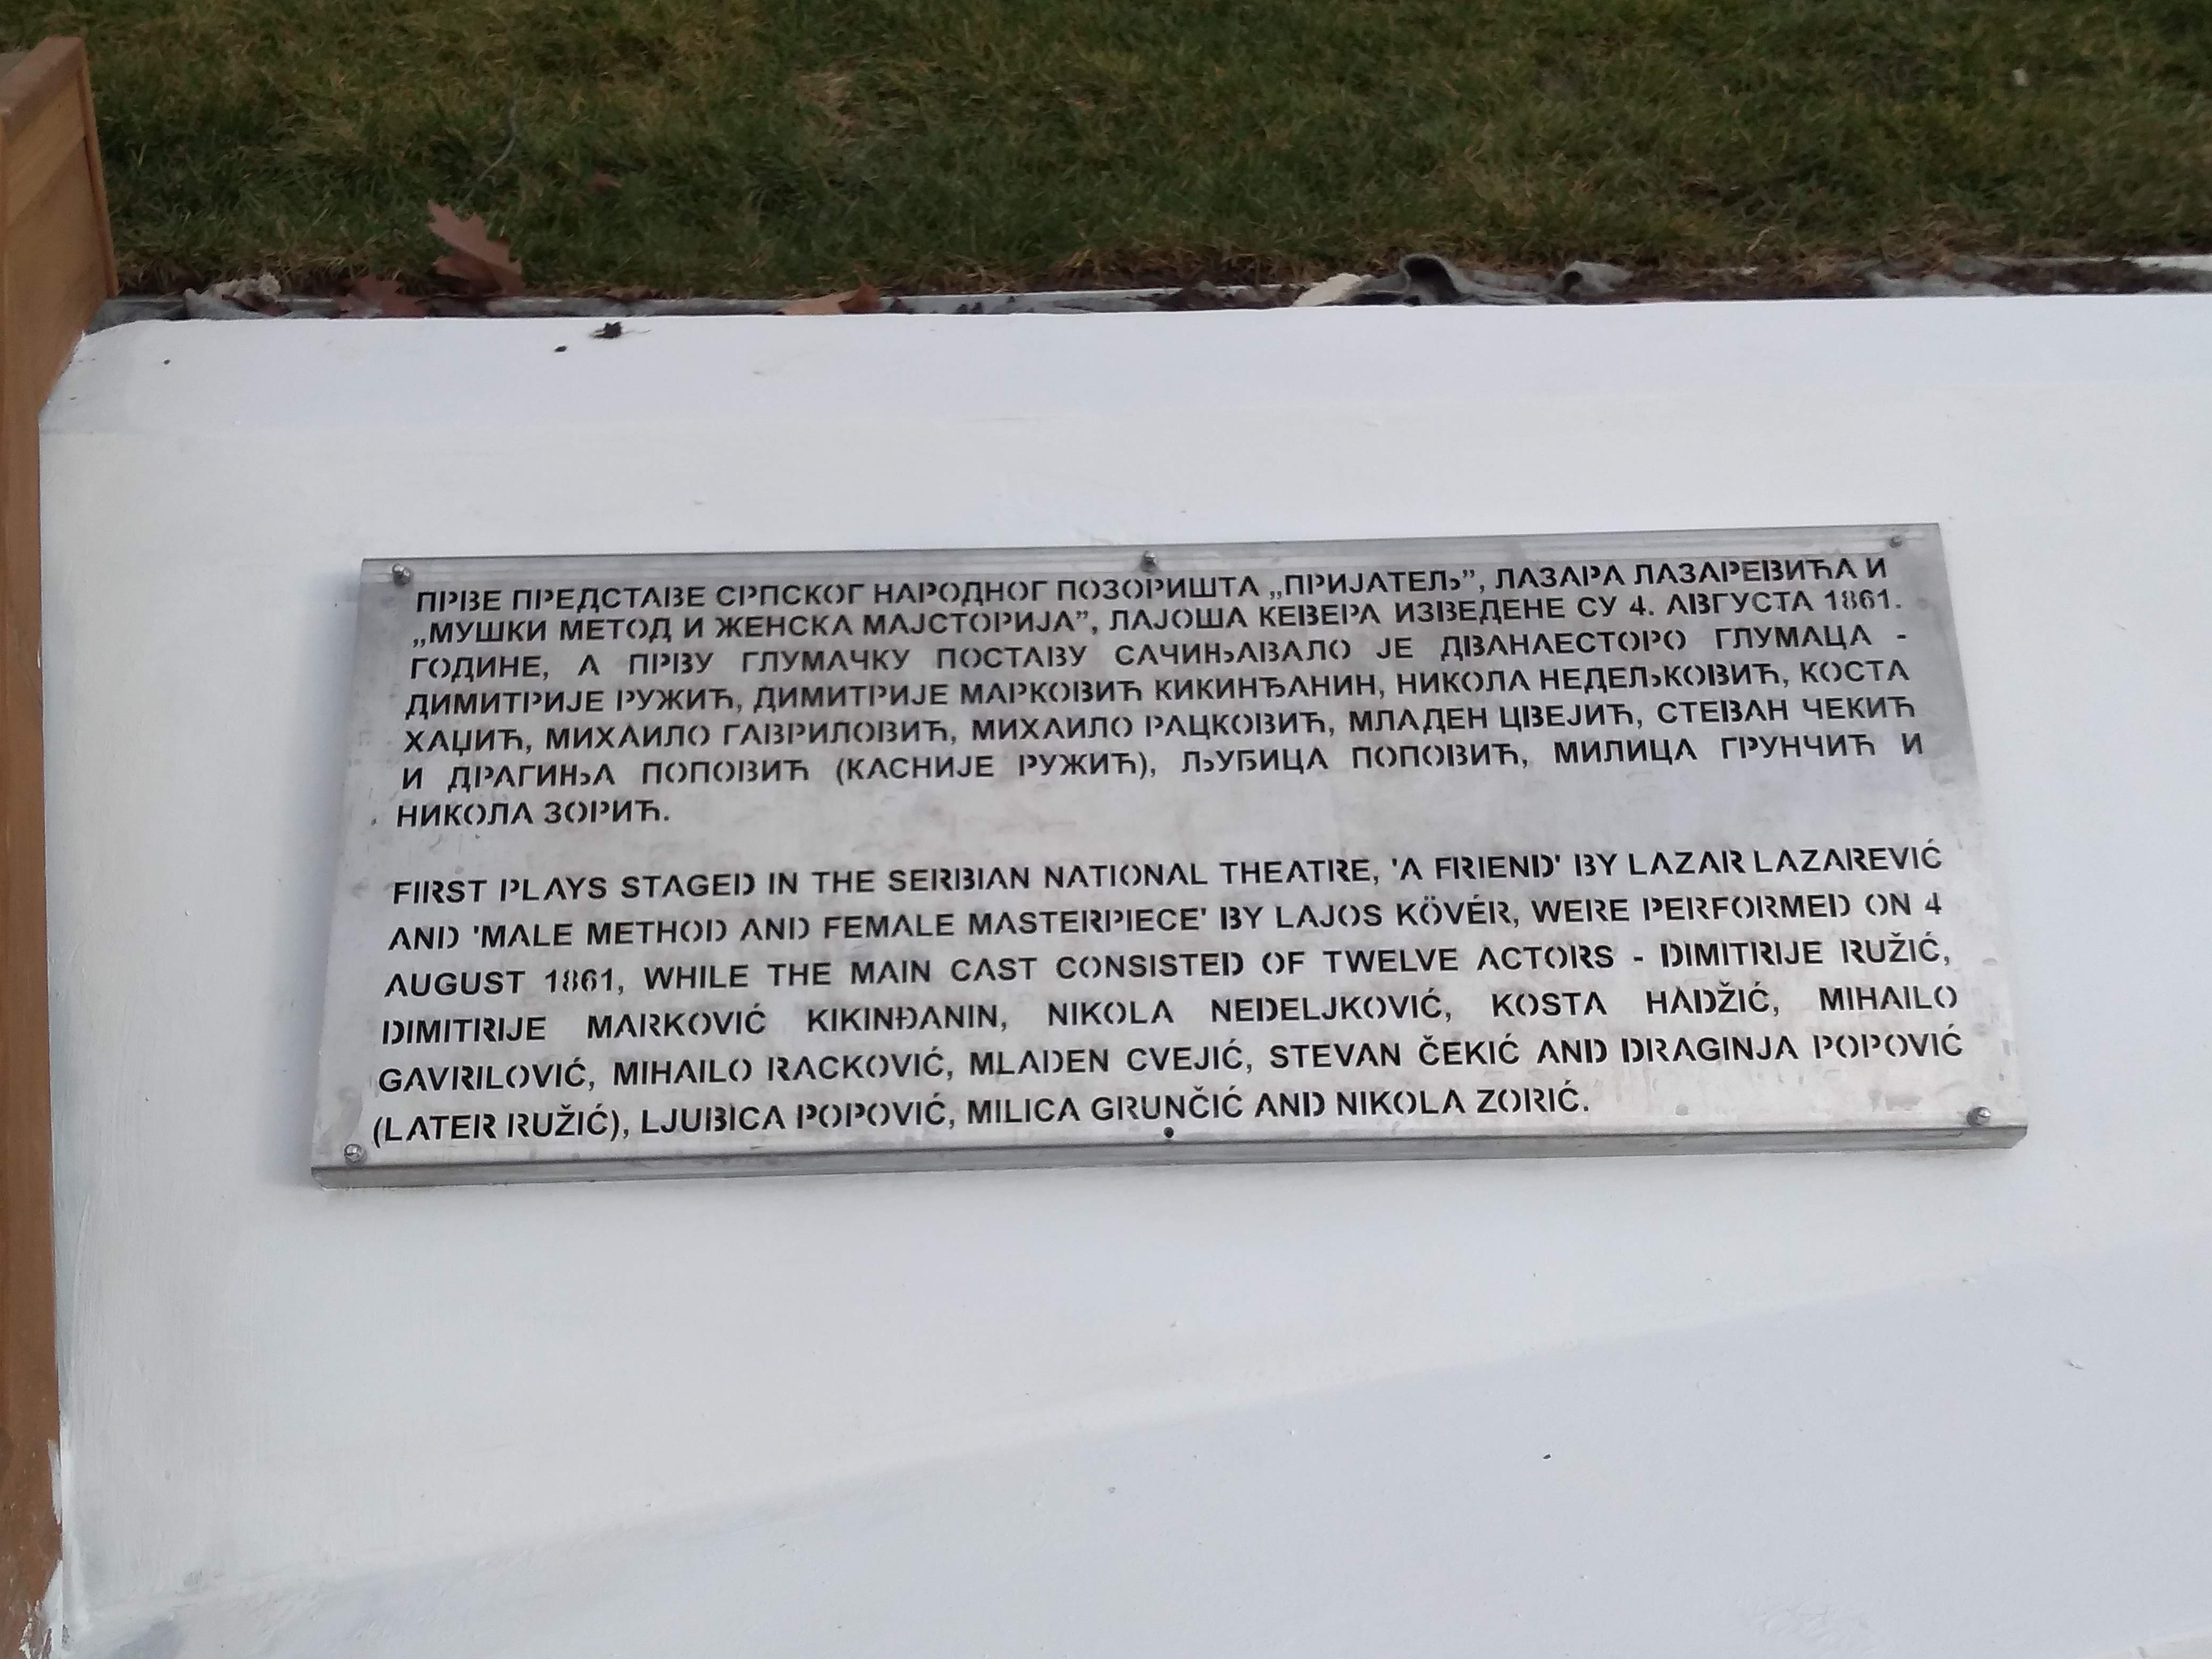 ПРВЕ ПРЕДСТАВЕ СРПСКОГ НАРОДНОГ ПОЗОРИШТА „ПРИЈАТЕЉ”, ЛАЗАРА ЛАЗАРЕВИЋА И
„МУШКИ МЕТОД И ЖЕНСКА МАЈСТОРИЈА”, ЛАЈОША КЕВЕРА ИЗВЕДЕНЕ СУ 4. АВГУСТА 1861.
ГОДИНЕ, А ПРВУ ГЛУМАЧКУ ПОСТАВУ САЧИЊАВАЛО ЈЕ ДВАНАЕСТОРО ГЛУМАЦА -
ДИМИТРИЈЕ РУЖИЋ, ДИМИТРИЈЕ МАРКОВИЋ КИКИНЂАНИН, НИКОЛА НЕДЕЉКОВИЋ, КОСТА
ХАЏИЋ, МИХАИЛО ГАВРИЛОВИЋ, МИХАИЛО РАЦКОВИЋ, МЛАДЕН ЦВЕЈИЋ, СТЕВАН ЧЕКИЋ
И ДРАГИЊА ПОПОВИЋ (КАСНИЈЕ РУЖИЋ), ЉУБИЦА ПОПОВИЋ, МИЛИЦА ГРУНЧИЋ И
НИКОЛА ЗОРИЋ.
FIRST PLAYS STAGED IN THE SERBIAN NATIONAL THEATRE, 'A FRIEND' BY LAZAR LAZAREVIĆ
AND 'MALE METHOD AND FEMALE MASTERPIECE' BY LAJOS KÖVÉR, WERE PERFORMED ON 4
AUGUST 1861, WHILE THE MAIN CAST CONSISTED OF TWELVE ACTORS - DIMITRIJE RUŽIĆ,
DIMITRIJE MARKOVIĆ KIKINĐANIN, NIKOLA NEDELJKOVIĆ, KOSTA HADŽIĆ, MIHAILO
GAVRILOVIĆ, MIHAILO RACKOVIĆ, MLADEN CVEJIĆ, STEVAN ČEKIĆ AND DRAGINJA POPOVIĆ
(LATER RUŽIĆ), LJUBICA POPOVIĆ, MILICA GRUNČIĆ AND NIKOLA ZORIĆ.